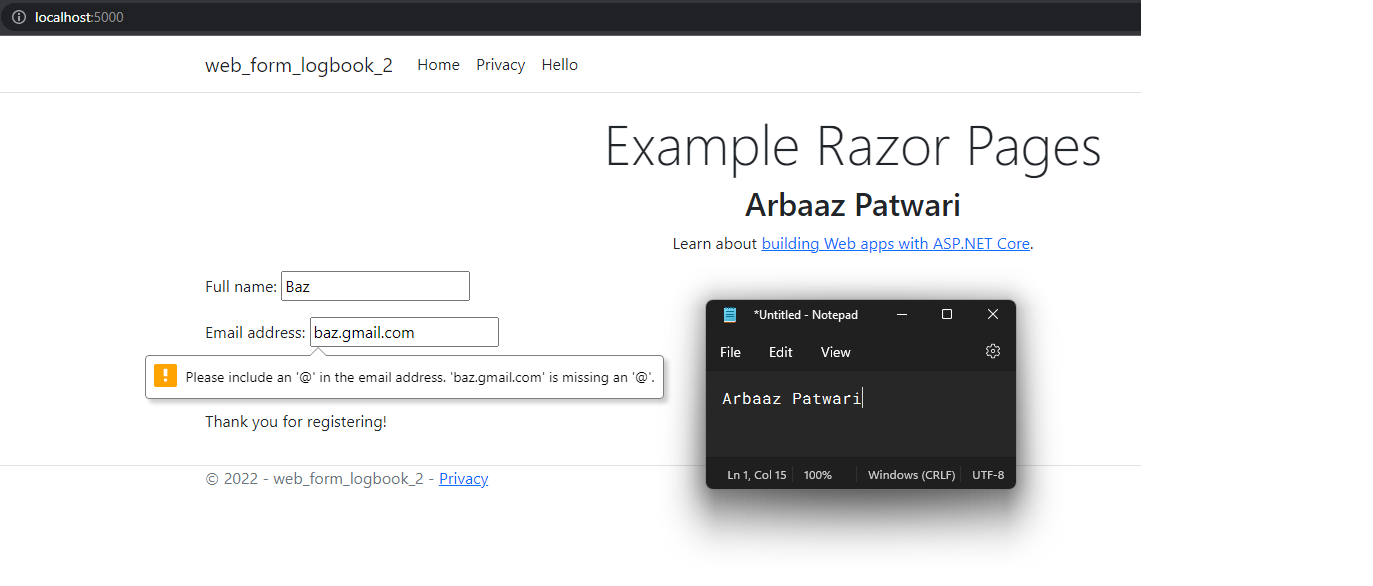 localhost:5000
web_form_logbook_2 Home Privacy Hello
Example Razor Pages
Arbaaz Patwari
Learn about building Web apps with ASP.NET Core.
Full name: Baz
Email address: baz.gmail.com
Please include an '@' in the email address. 'baz.gmail.com' is missing an '@'.
Thank you for registering!
© 2022 - web_form_logbook_2 - Privacy
*Untitled - Notepad
File Edit View
Arbaaz Patwari
Ln 1, Col 15 100% Windows (CRLF) UTF-8